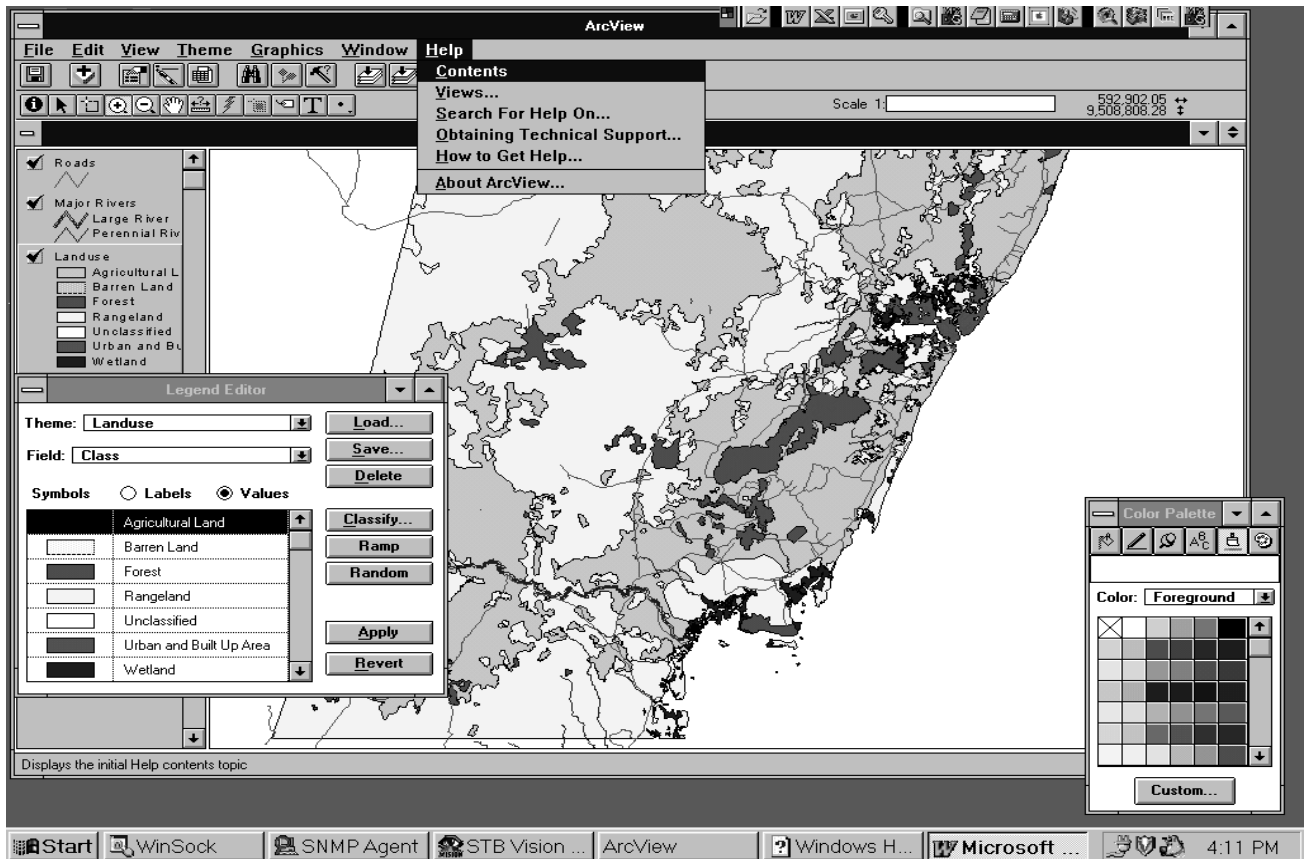 ArcView
File Edit View Theme Graphics Window Help
Contents
Views...
Search For Help On...
Obtaining Technical Support...
How to Get Help...
About ArcView...
Scale 1:
592,902.05
9,508,808.28
Roads
Major Rivers
Large River
Perennial Riv
Landuse
Agricultural L
Barren Land
Forest
Rangeland
Unclassified
Urban and Bu
Wetland
Legend Editor
Theme: Landuse
Field: Class
Symbols Labels Values
Agricultural Land
Barren Land
Forest
Rangeland
Unclassified
Urban and Built Up Area
Wetland
Load...
Save...
Delete
Classify...
Ramp
Random
Apply
Revert
Color Palette
Color: Foreground
Custom...
Displays the initial Help contents topic
Start WinSock SNMP Agent STB Vision ... ArcView Windows H... Microsoft ... 4:11 PM